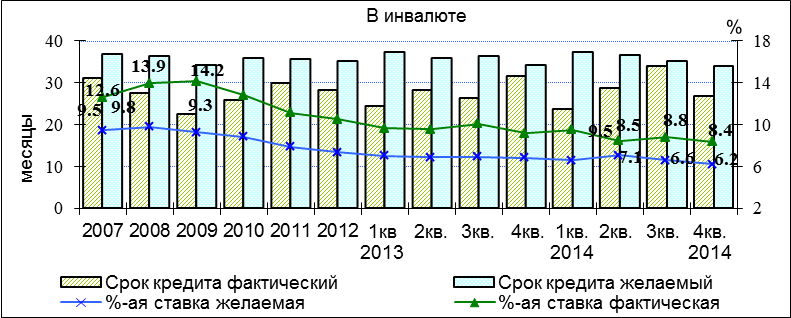 В инвалюте
40 % 18
12.6 13.9 14.2
30 14
9.5 9.8 9.3
9.5 8.5 8.8 8.4
20 10
7.1 6.6 6.2
10 6
0 2
месяцы
2007 2008 2009 2010 2011 2012 1кв 2кв. 3кв. 4кв. 1кв. 2кв. 3кв. 4кв.
2013 2014 2014
Срок кредита фактический Срок кредита желаемый
%-ая ставка желаемая %-ая ставка фактическая